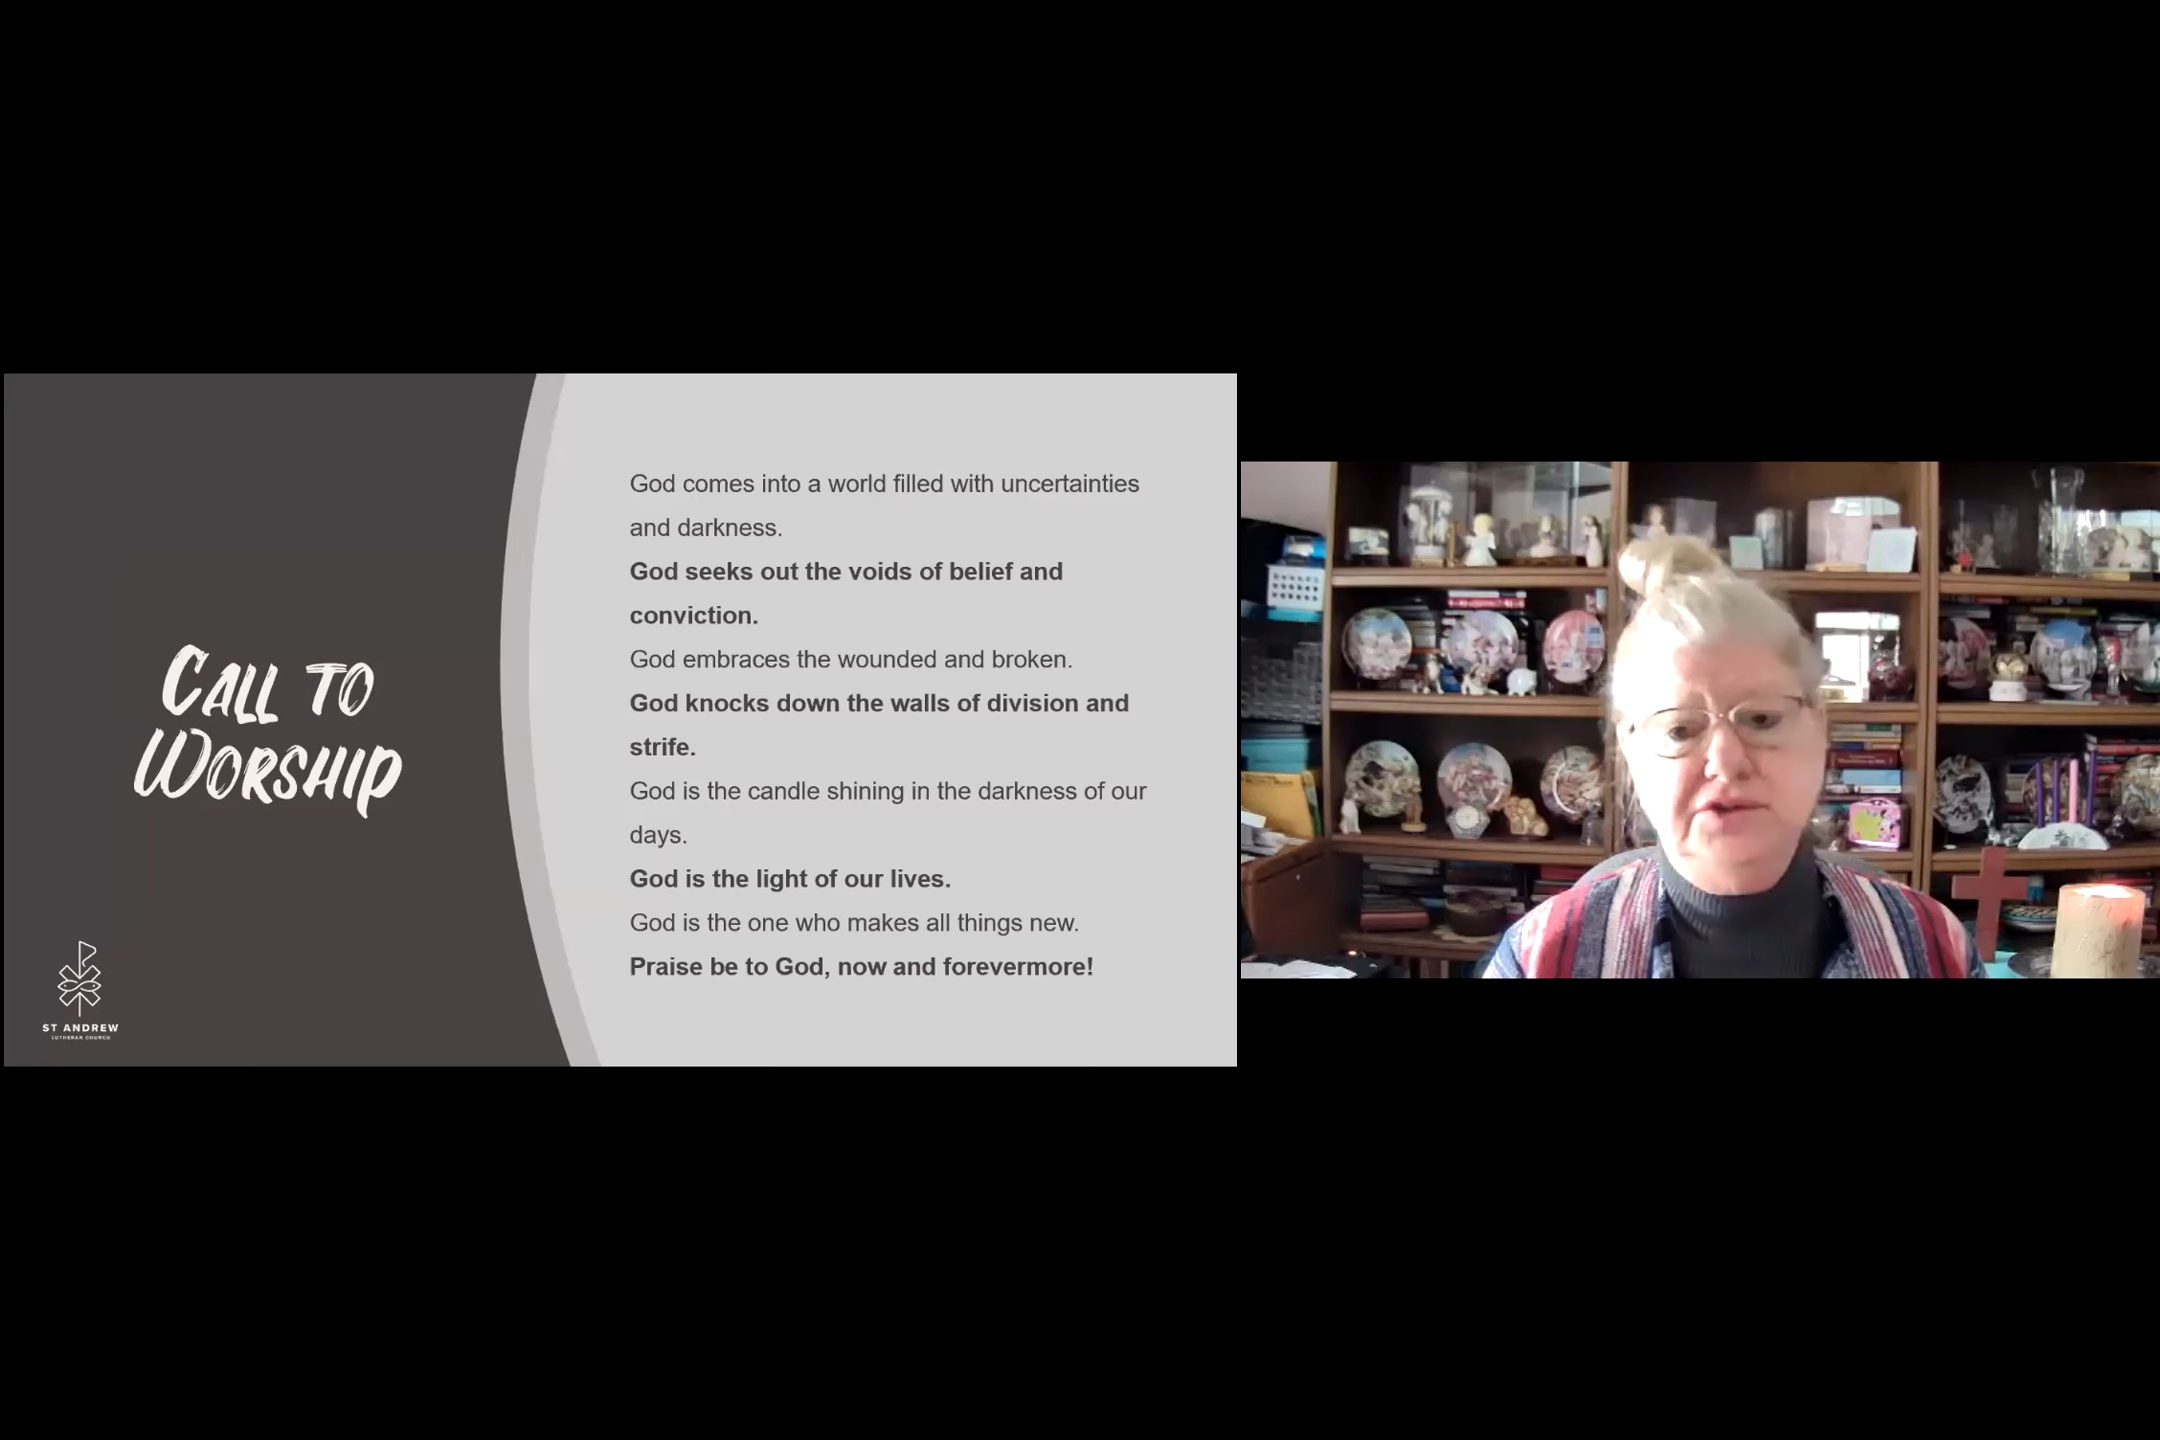 CALL TO
WORSHIP
ST ANDREW
LUTHERAN CHURCH
God comes into a world filled with uncertainties
and darkness.
God seeks out the voids of belief and
conviction.
God embraces the wounded and broken.
God knocks down the walls of division and
strife.
God is the candle shining in the darkness of our
days.
God is the light of our lives.
God is the one who makes all things new.
Praise be to God, now and forevermore!